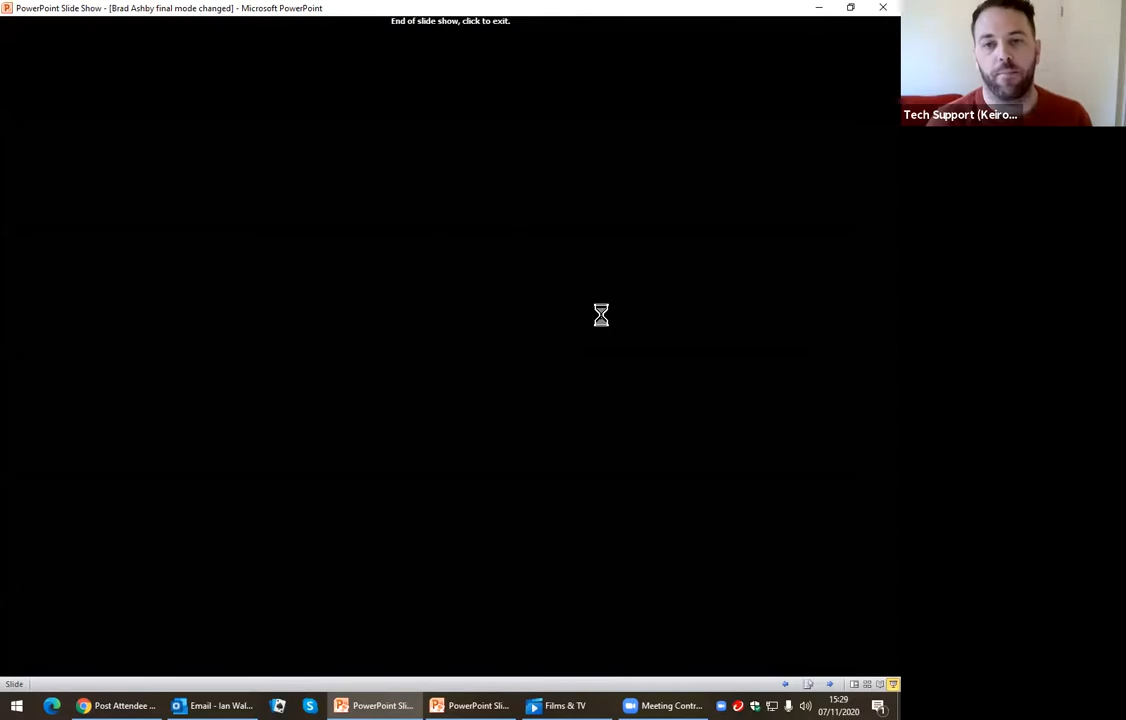 PowerPoint Slide Show - [Brad Ashby final mode changed] - Microsoft PowerPoint
End of slide show, click to exit.
Tech Support (Keiro...
Slide
Post Attendee ...
Email - Ian Wal...
PowerPoint Sli...
PowerPoint Sli...
Films & TV
Meeting Contr...
15:29
07/11/2020
1